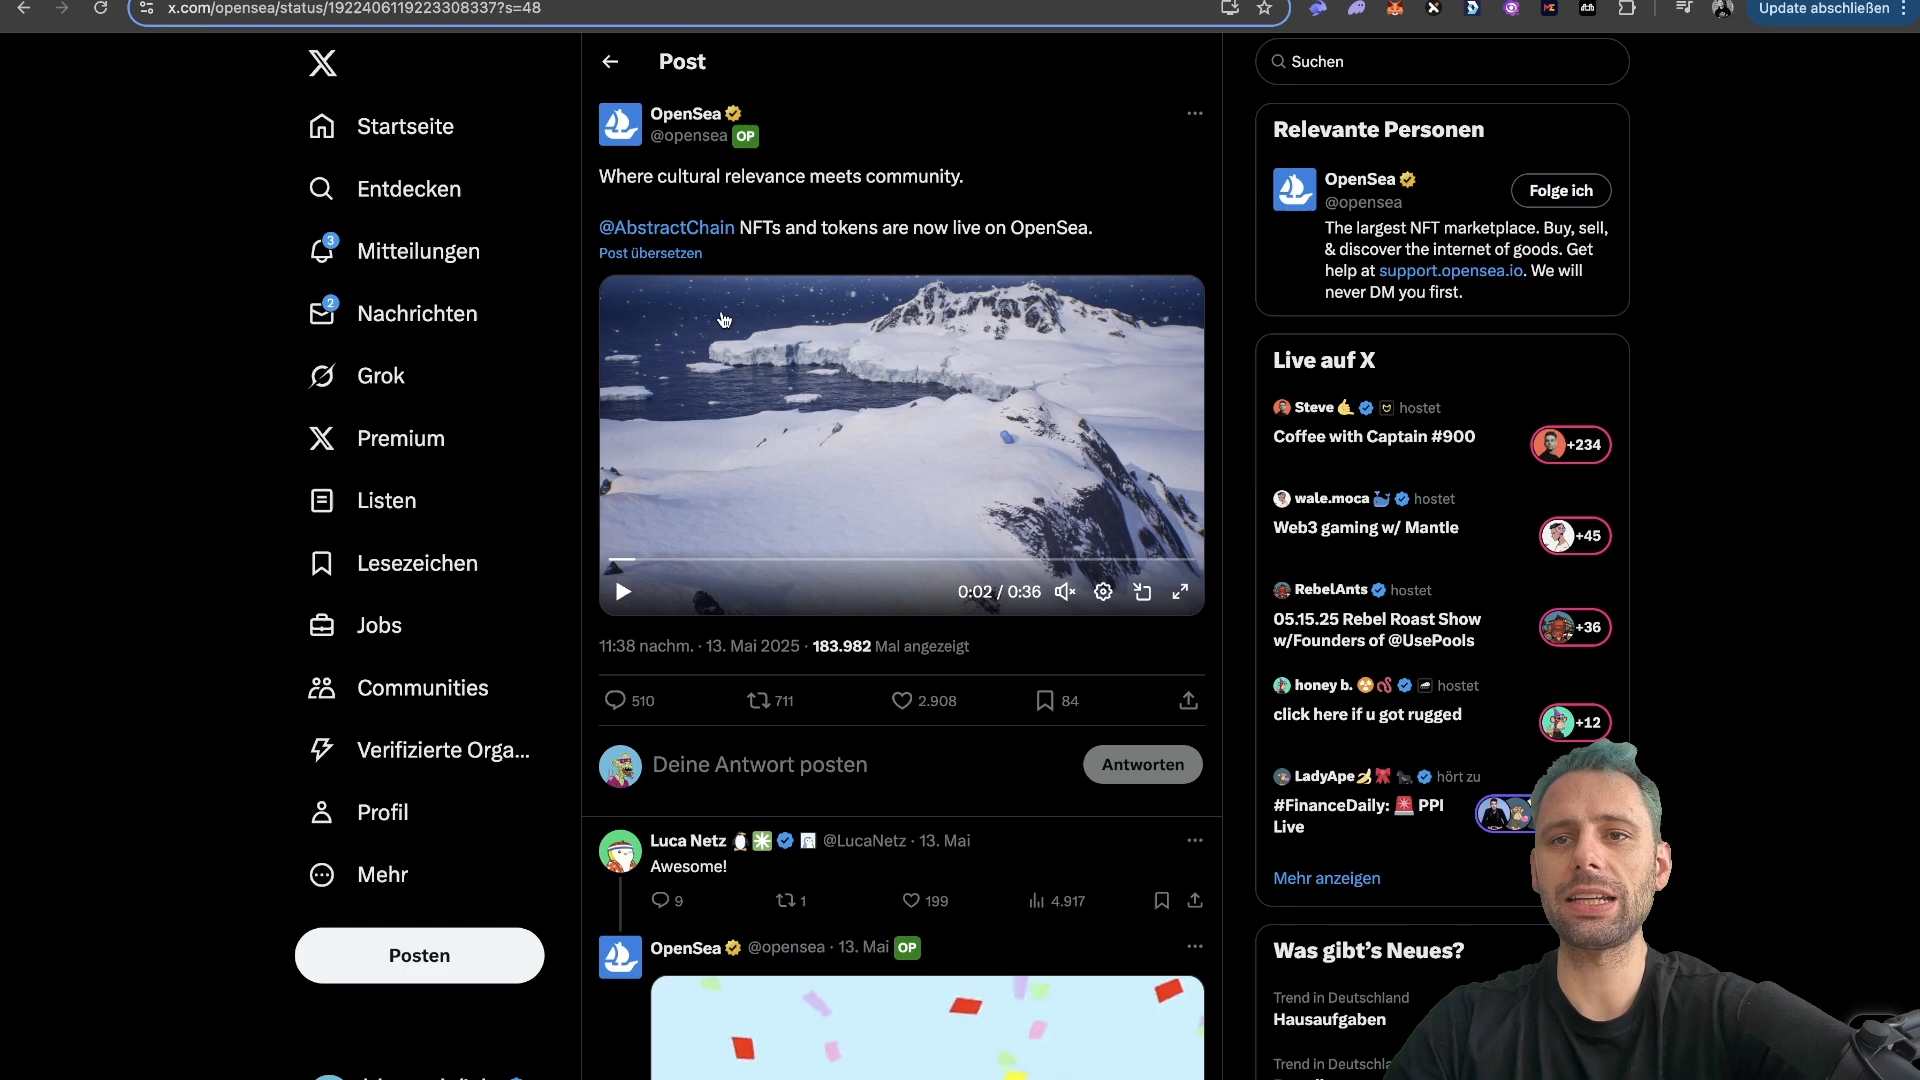 x.com/opensea/status/1922406119223308337?s=48
Update abschließen
Startseite
Entdecken
3
Mitteilungen
2
Nachrichten
Grok
Premium
Listen
Lesezeichen
Jobs
Communities
Verifizierte Orga...
Profil
Mehr
Posten
Post
OpenSea
@opensea OP
Where cultural relevance meets community.
@AbstractChain NFTs and tokens are now live on OpenSea.
Post übersetzen
0:02 / 0:36
11:38 nachm. · 13. Mai 2025 · 183.982 Mal angezeigt
510 711 2.908 84
Deine Antwort posten
Antworten
Luca Netz @LucaNetz · 13. Mai
Awesome!
9 1 199 4.917
OpenSea @opensea · 13. Mai OP
Suchen
Relevante Personen
OpenSea
@opensea
Folge ich
The largest NFT marketplace. Buy, sell,
& discover the internet of goods. Get
help at support.opensea.io. We will
never DM you first.
Live auf X
Steve hostet
Coffee with Captain #900
+234
wale.moca hostet
Web3 gaming w/ Mantle
+45
RebelAnts hostet
05.15.25 Rebel Roast Show
w/Founders of @UsePools
+36
honey b. hostet
click here if u got rugged
+12
LadyApe hört zu
#FinanceDaily: PPI
Live
Mehr anzeigen
Was gibt's Neues?
Trend in Deutschland
Hausaufgaben
Trend in Deutschla